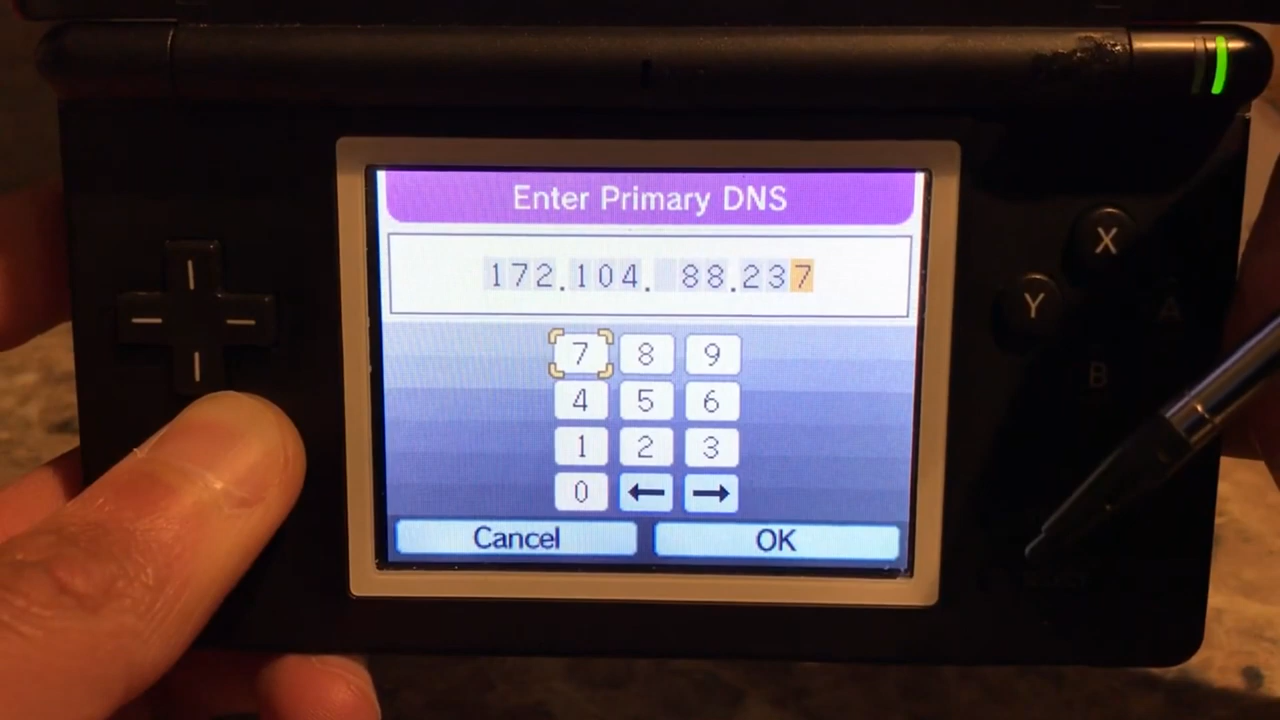 Enter Primary DNS
172.104. 88.237
7 8 9
4 5 6
1 2 3
0 ← →
Cancel OK
X
Y
A
B